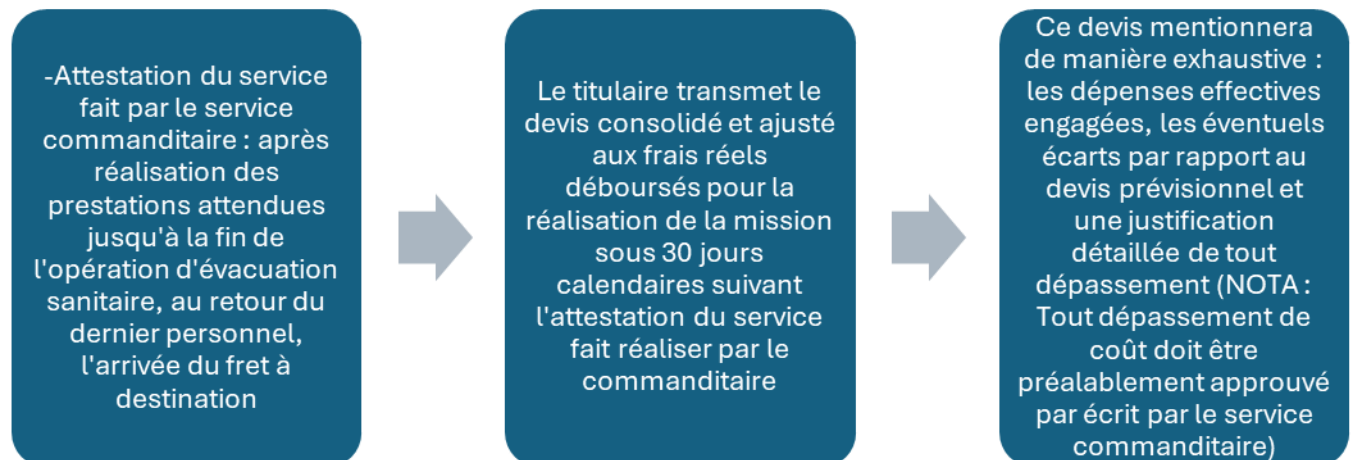 -Attestation du service
fait par le service
commanditaire : après
réalisation des
prestations attendues
jusqu'à la fin de
l'opération d'évacuation
sanitaire, au retour du
dernier personnel,
l'arrivée du fret à
destination
Le titulaire transmet le
devis consolidé et ajusté
aux frais réels
déboursés pour la
réalisation de la mission
sous 30 jours
calendaires suivant
l'attestation du service
fait réaliser par le
commanditaire
Ce devis mentionnera
de manière exhaustive :
les dépenses effectives
engagées, les éventuels
écarts par rapport au
devis prévisionnel et
une justification
détaillée de tout
dépassement (NOTA :
Tout dépassement de
coût doit être
préalablement approuvé
par écrit par le service
commanditaire)